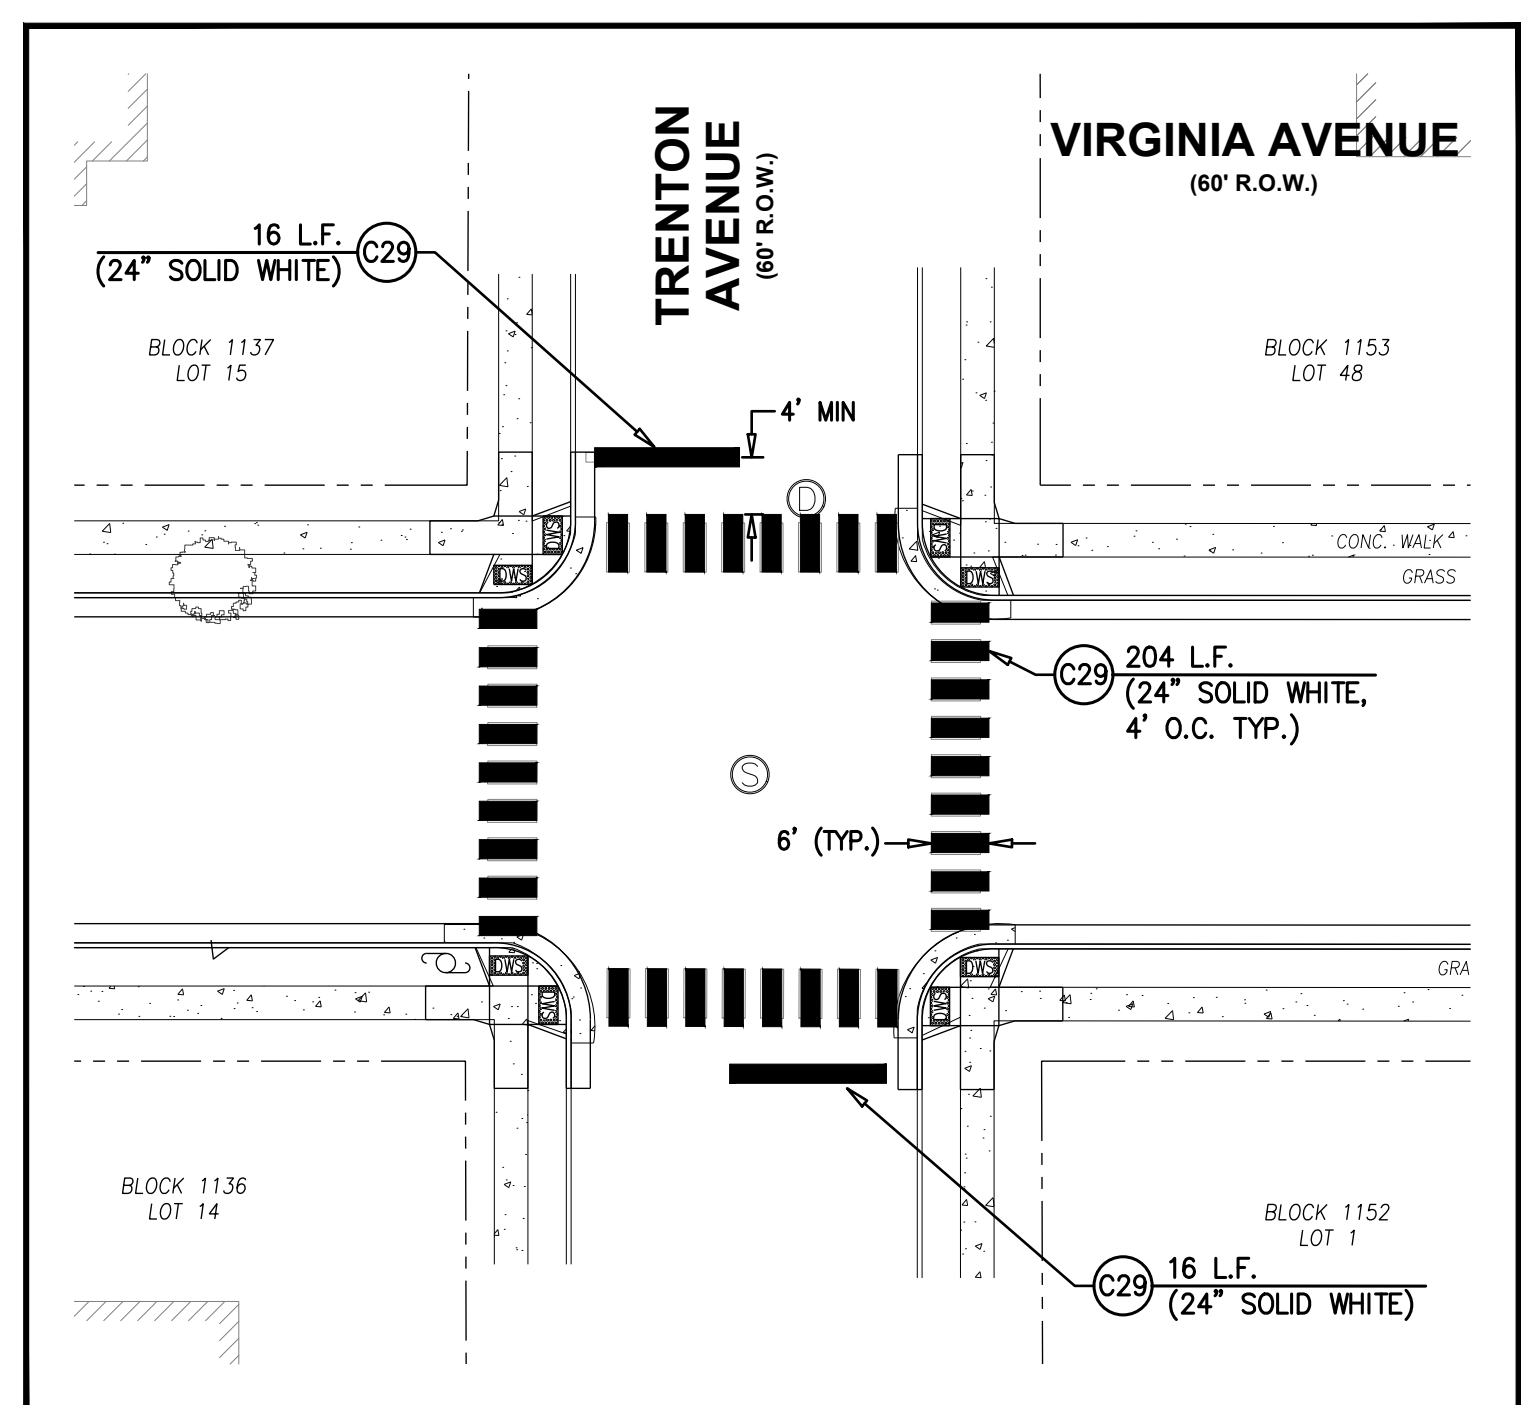 TRENTON
AVENUE
(60' R.O.W.)
VIRGINIA AVENUE
(60' R.O.W.)
16 L.F.
(24" SOLID WHITE)
C29
BLOCK 1137
LOT 15
BLOCK 1153
LOT 48
4' MIN
D
DWS
DWS
DWS
DWS
CONC. WALK
GRASS
C29
204 L.F.
(24" SOLID WHITE,
4' O.C. TYP.)
S
6' (TYP.)
DWS
DWS
DWS
DWS
GRA
BLOCK 1136
LOT 14
BLOCK 1152
LOT 1
C29
16 L.F.
(24" SOLID WHITE)